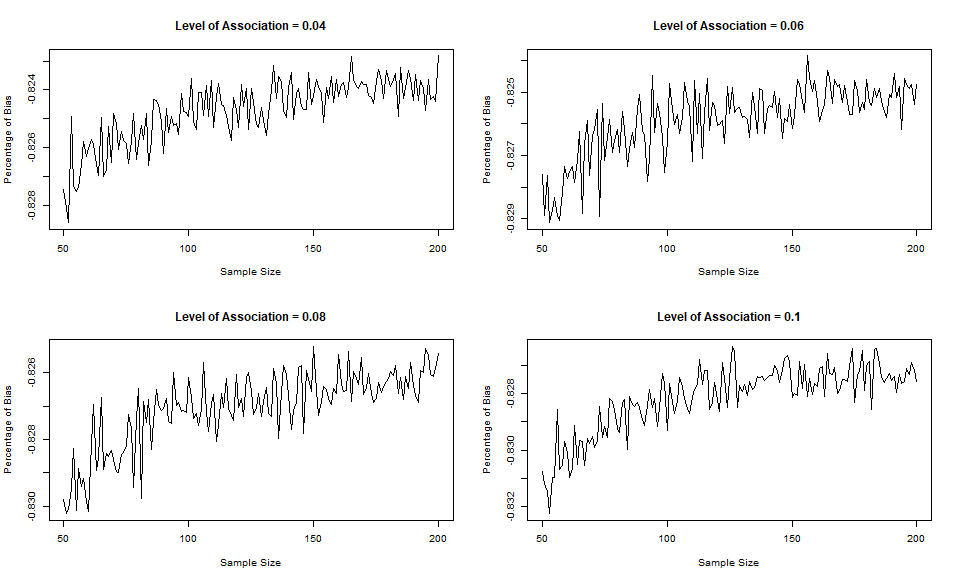 Level of Association = 0.04
Percentage of Bias
-0.824
-0.826
-0.828
50
100
150
200
Sample Size
Level of Association = 0.06
Percentage of Bias
-0.825
-0.827
-0.829
50
100
150
200
Sample Size
Level of Association = 0.08
Percentage of Bias
-0.826
-0.828
-0.830
50
100
150
200
Sample Size
Level of Association = 0.1
Percentage of Bias
-0.828
-0.830
-0.832
50
100
150
200
Sample Size